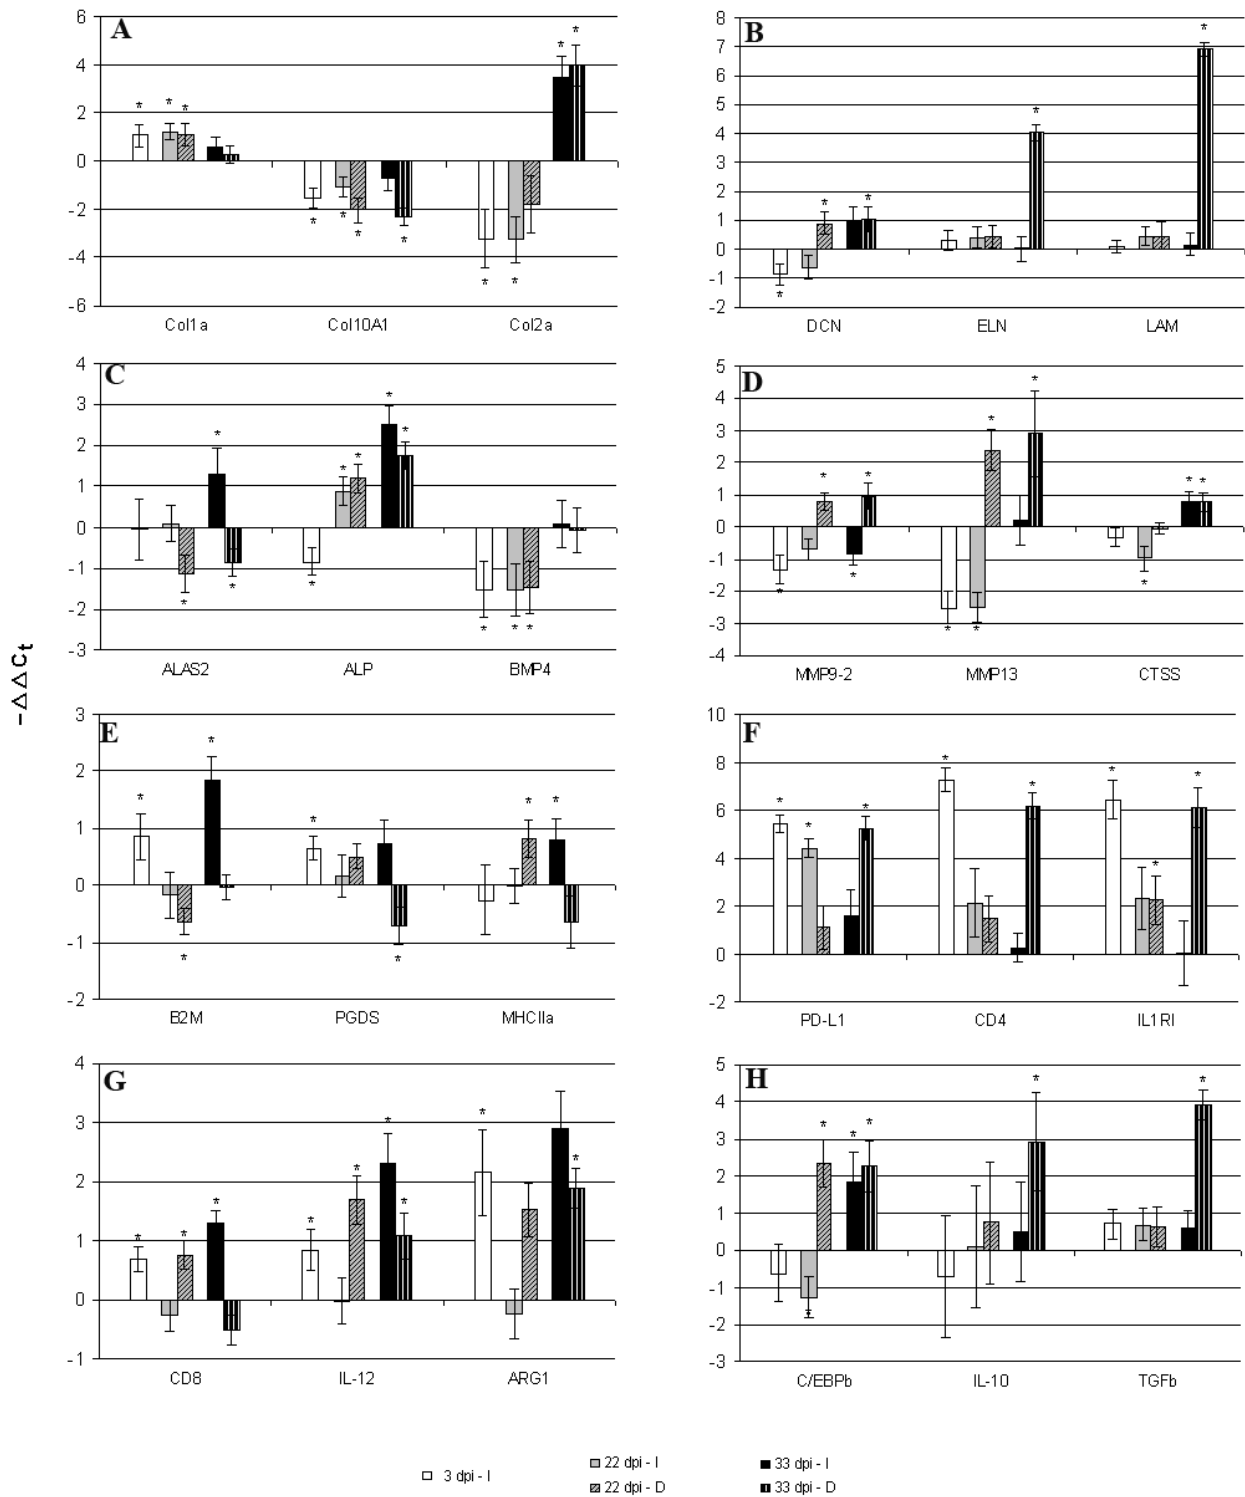 A
6
4
2
0
-2
-4
-6
Col1a Col10A1 Col2a
B
8
7
6
5
4
3
2
1
0
-1
-2
DCN ELN LAM
C
4
3
2
1
0
-1
-2
-3
ALAS2 ALP BMP4
D
5
4
3
2
1
0
-1
-2
-3
-4
MMP9-2 MMP13 CTSS
-ΔΔCt
E
3
2
1
0
-1
-2
B2M PGDS MHCIIa
F
10
8
6
4
2
0
-2
PD-L1 CD4 IL1RI
G
4
3
2
1
0
-1
CD8 IL-12 ARG1
H
5
4
3
2
1
0
-1
-2
-3
C/EBPb IL-10 TGFb
3 dpi - I
22 dpi - I
22 dpi - D
33 dpi - I
33 dpi - D